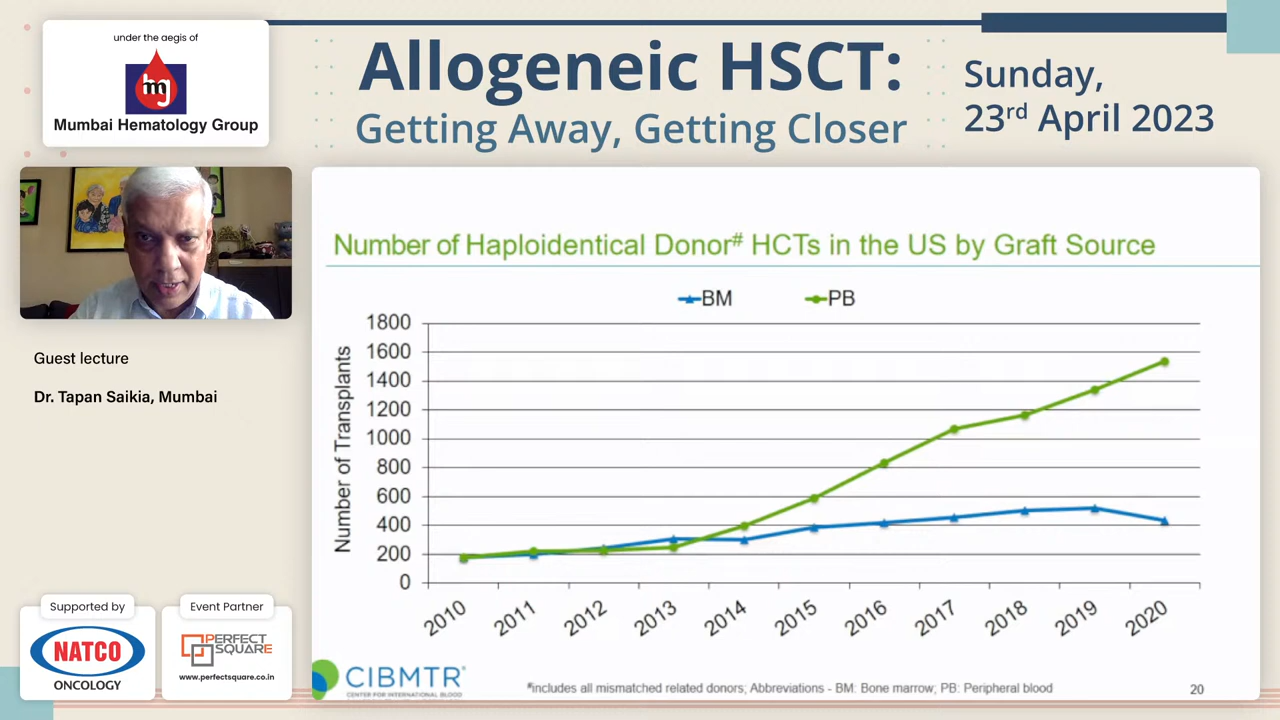 under the aegis of
hg
Mumbai Hematology Group
Allogeneic HSCT:
Getting Away, Getting Closer
Sunday,
23rd April 2023
Guest lecture
Dr. Tapan Saikia, Mumbai
Number of Haploidentical Donor# HCTs in the US by Graft Source
BM PB
Number of Transplants
1800
1600
1400
1200
1000
800
600
400
200
0
2010 2011 2012 2013 2014 2015 2016 2017 2018 2019 2020
CIBMTR®
CENTER FOR INTERNATIONAL BLOOD
#includes all mismatched related donors; Abbreviations - BM: Bone marrow; PB: Peripheral blood
20
Supported by
NATCO
ONCOLOGY
Event Partner
PERFECT
SQUARE
www.perfectsquare.co.in